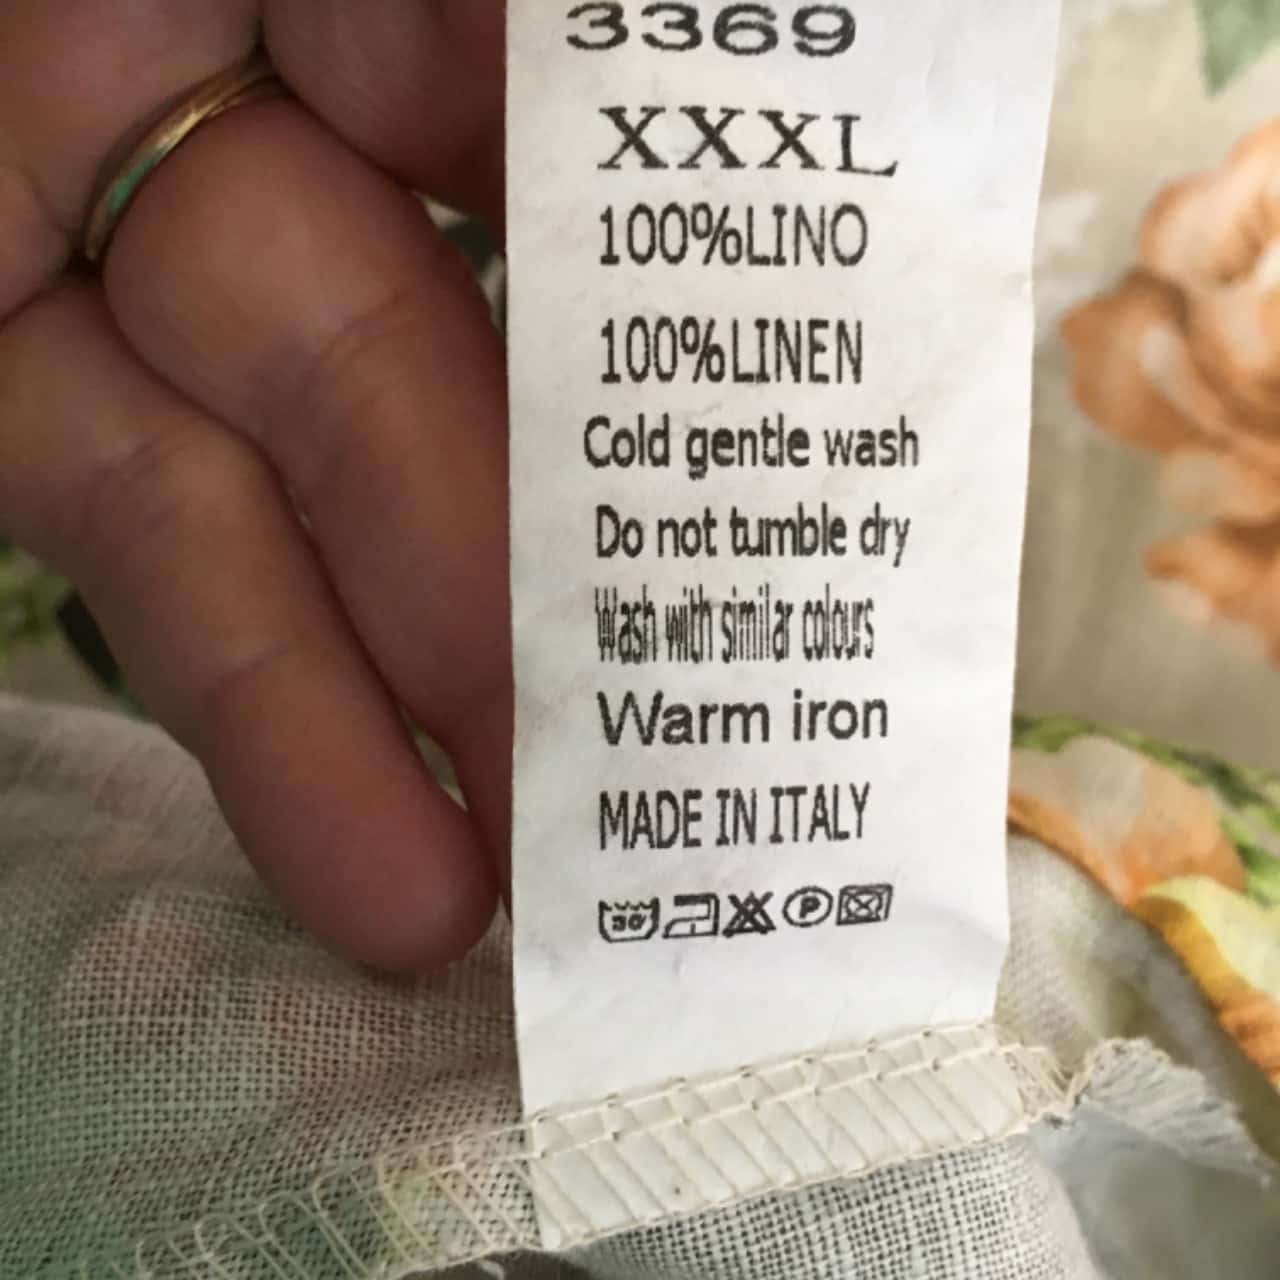 3369
XXXL
100%LINO
100%LINEN
Cold gentle wash
Do not tumble dry
Wash with similar colours
Warm iron
MADE IN ITALY
30° P